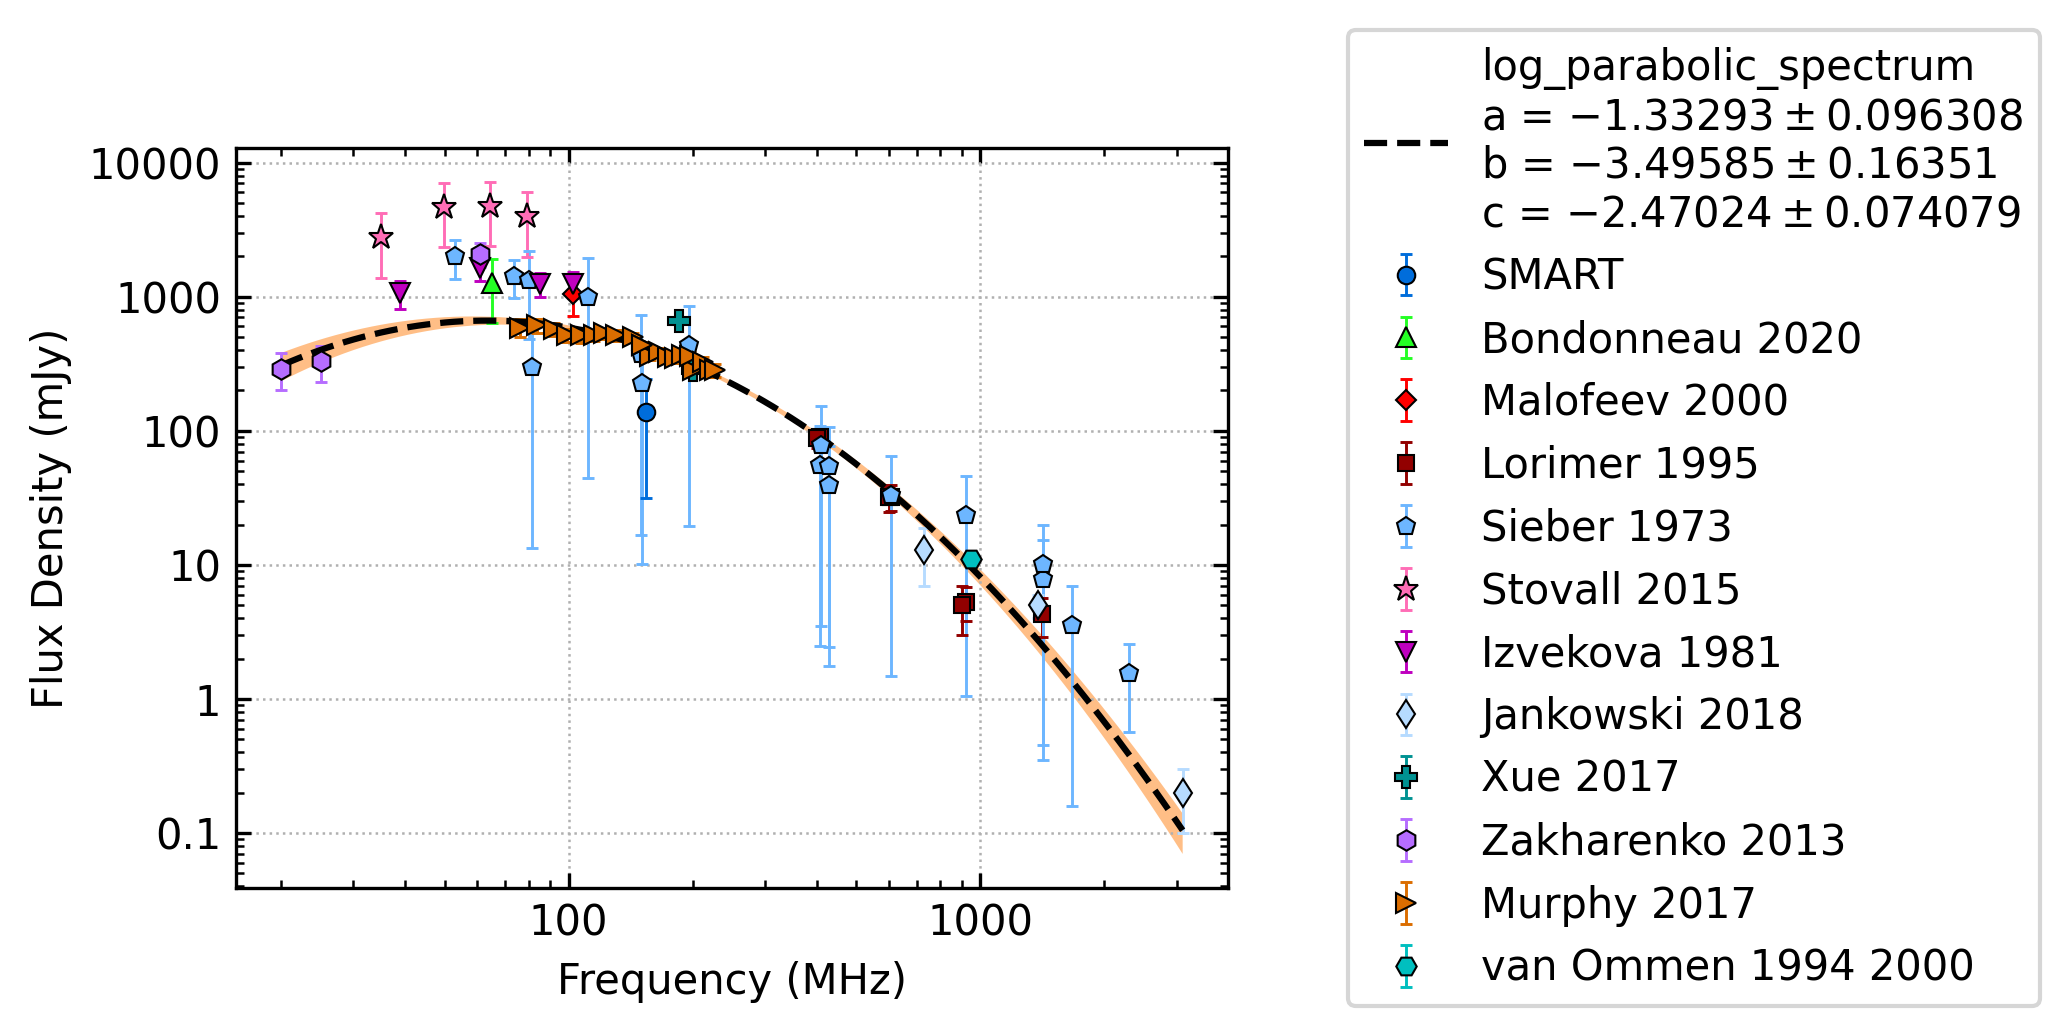 10000
1000
100
10
1
0.1
100
1000
Frequency (MHz)
Flux Density (mJy)
log_parabolic_spectrum
a = −1.33293 ± 0.096308
b = −3.49585 ± 0.16351
c = −2.47024 ± 0.074079
SMART
Bondonneau 2020
Malofeev 2000
Lorimer 1995
Sieber 1973
Stovall 2015
Izvekova 1981
Jankowski 2018
Xue 2017
Zakharenko 2013
Murphy 2017
van Ommen 1994 2000